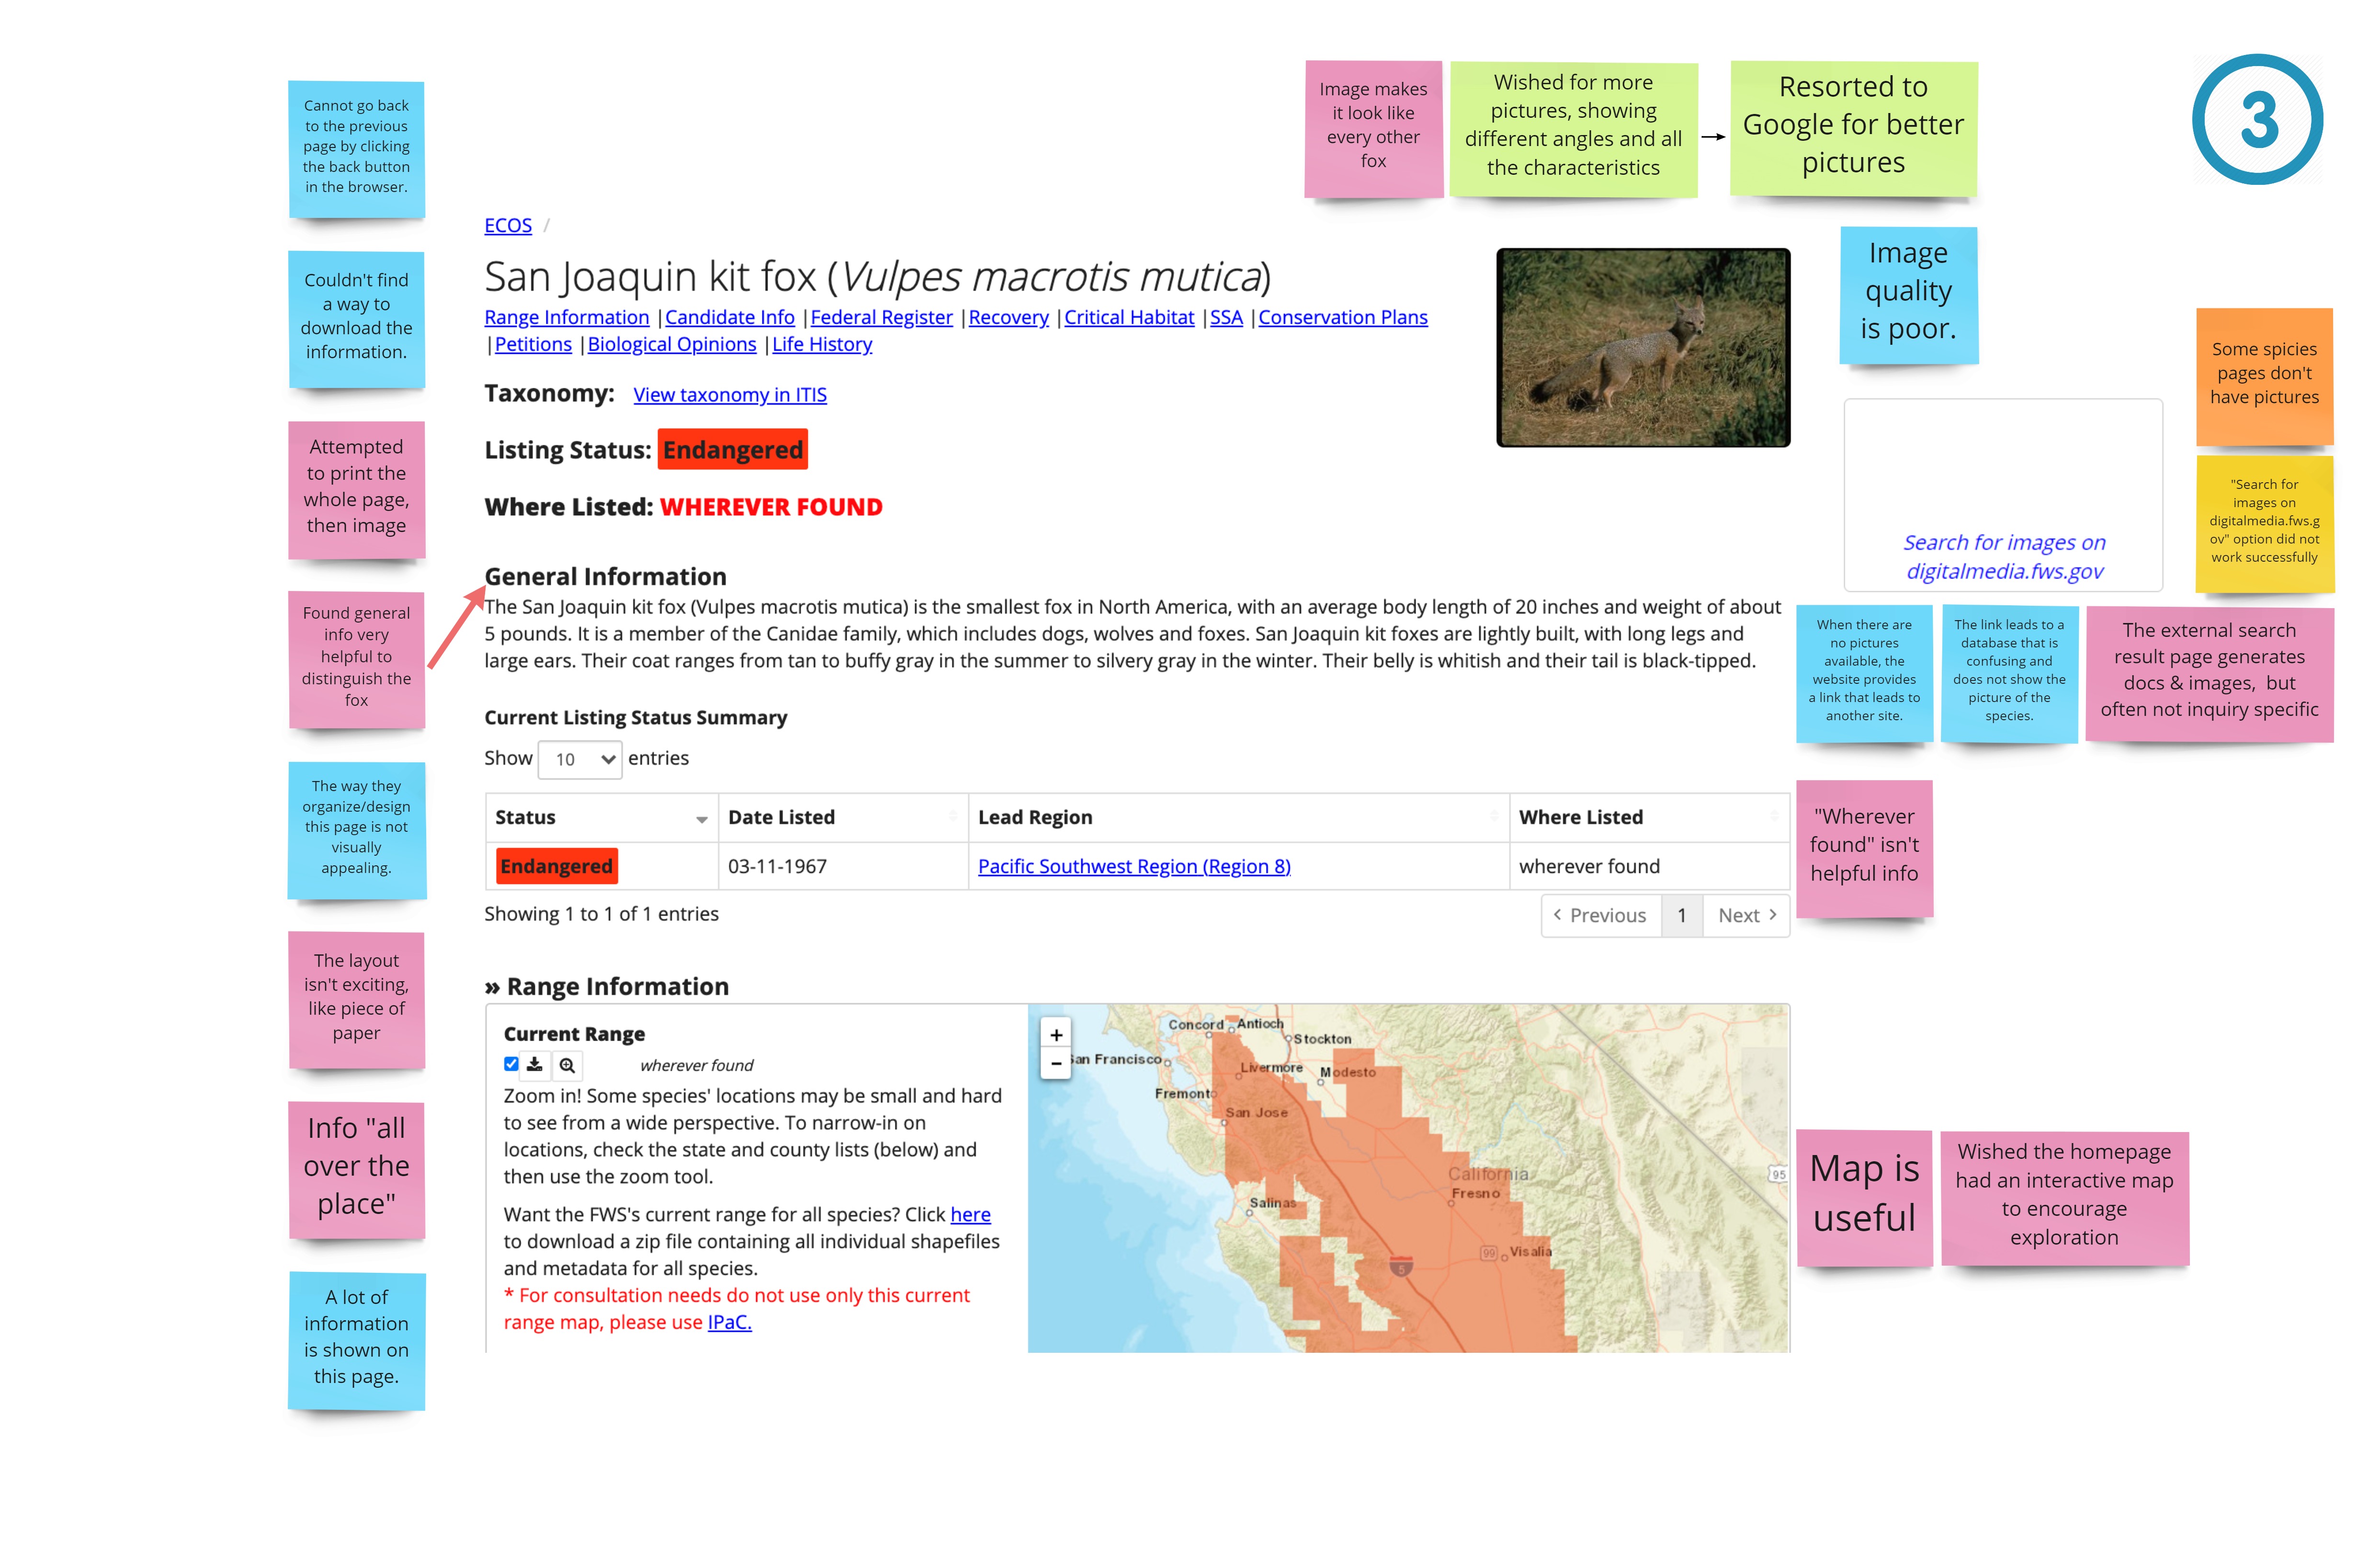 Cannot go back
to the previous
page by clicking
the back button
in the browser.
Couldn't find
a way to
download the
information.
Attempted
to print the
whole page,
then image
Found general
info very
helpful to
distinguish the
fox
The way they
organize/design
this page is not
visually
appealing.
The layout
isn't exciting,
like piece of
paper
Info "all
over the
place"
A lot of
information
is shown on
this page.
Image makes
it look like
every other
fox
Wished for more
pictures, showing
different angles and all
the characteristics
Resorted to
Google for better
pictures
3
ECOS /
San Joaquin kit fox (Vulpes macrotis mutica)
Range Information |Candidate Info |Federal Register |Recovery |Critical Habitat |SSA |Conservation Plans
|Petitions |Biological Opinions |Life History
Taxonomy: View taxonomy in ITIS
Listing Status: Endangered
Where Listed: WHEREVER FOUND
Image
quality
is poor.
Some spicies
pages don't
have pictures
Search for images on
digitalmedia.fws.gov
"Search for
images on
digitalmedia.fws.g
ov" option did not
work successfully
General Information
The San Joaquin kit fox (Vulpes macrotis mutica) is the smallest fox in North America, with an average body length of 20 inches and weight of about
5 pounds. It is a member of the Canidae family, which includes dogs, wolves and foxes. San Joaquin kit foxes are lightly built, with long legs and
large ears. Their coat ranges from tan to buffy gray in the summer to silvery gray in the winter. Their belly is whitish and their tail is black-tipped.
When there are
no pictures
available, the
website provides
a link that leads to
another site.
The link leads to a
database that is
confusing and
does not show the
picture of the
species.
The external search
result page generates
docs & images, but
often not inquiry specific
Current Listing Status Summary
Show 10 entries
Status Date Listed Lead Region Where Listed
Endangered 03-11-1967 Pacific Southwest Region (Region 8) wherever found
Showing 1 to 1 of 1 entries
Previous 1 Next
"Wherever
found" isn't
helpful info
» Range Information
Current Range
wherever found
Zoom in! Some species' locations may be small and hard
to see from a wide perspective. To narrow-in on
locations, check the state and county lists (below) and
then use the zoom tool.
Want the FWS's current range for all species? Click here
to download a zip file containing all individual shapefiles
and metadata for all species.
* For consultation needs do not use only this current
range map, please use IPaC.
+
−
Concord
Antioch
Stockton
San Francisco
Livermore
Modesto
Fremont
San Jose
California
Salinas
Fresno
95
99
Visalia
5
Map is
useful
Wished the homepage
had an interactive map
to encourage
exploration